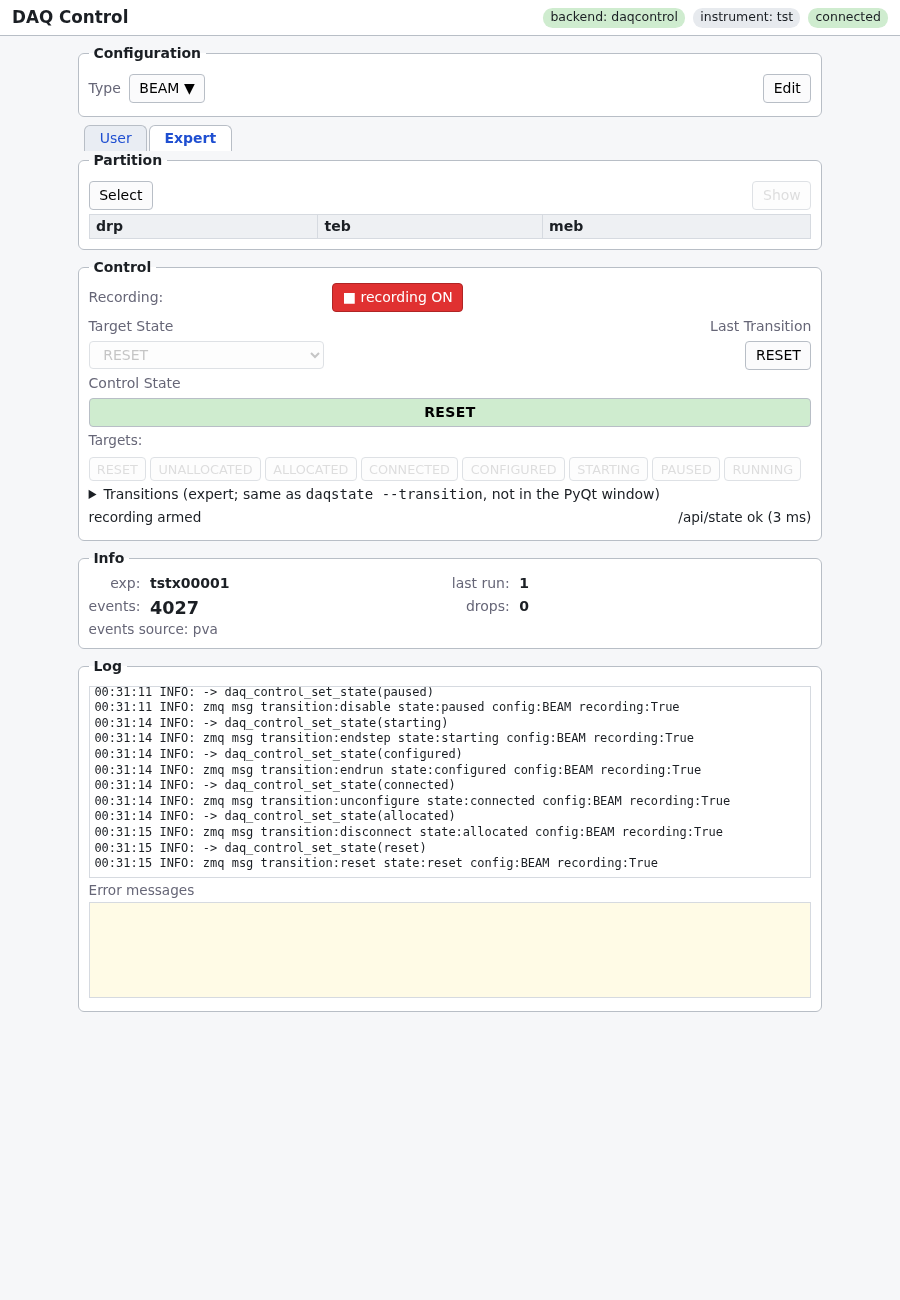 DAQ Control
backend: daqcontrol
instrument: tst
connected
Configuration
Type BEAM ▼
Edit
User
Expert
Partition
Select
Show
drp teb meb
Control
Recording:
■ recording ON
Target State
Last Transition
RESET
RESET
Control State
RESET
Targets:
RESET UNALLOCATED ALLOCATED CONNECTED CONFIGURED STARTING PAUSED RUNNING
▶ Transitions (expert; same as daqstate --transition, not in the PyQt window)
recording armed
/api/state ok (3 ms)
Info
exp: tstx00001
last run: 1
events: 4027
drops: 0
events source: pva
Log
00:31:11 INFO: -> daq_control_set_state(paused)
00:31:11 INFO: zmq msg transition:disable state:paused config:BEAM recording:True
00:31:14 INFO: -> daq_control_set_state(starting)
00:31:14 INFO: zmq msg transition:endstep state:starting config:BEAM recording:True
00:31:14 INFO: -> daq_control_set_state(configured)
00:31:14 INFO: zmq msg transition:endrun state:configured config:BEAM recording:True
00:31:14 INFO: -> daq_control_set_state(connected)
00:31:14 INFO: zmq msg transition:unconfigure state:connected config:BEAM recording:True
00:31:14 INFO: -> daq_control_set_state(allocated)
00:31:15 INFO: zmq msg transition:disconnect state:allocated config:BEAM recording:True
00:31:15 INFO: -> daq_control_set_state(reset)
00:31:15 INFO: zmq msg transition:reset state:reset config:BEAM recording:True
Error messages